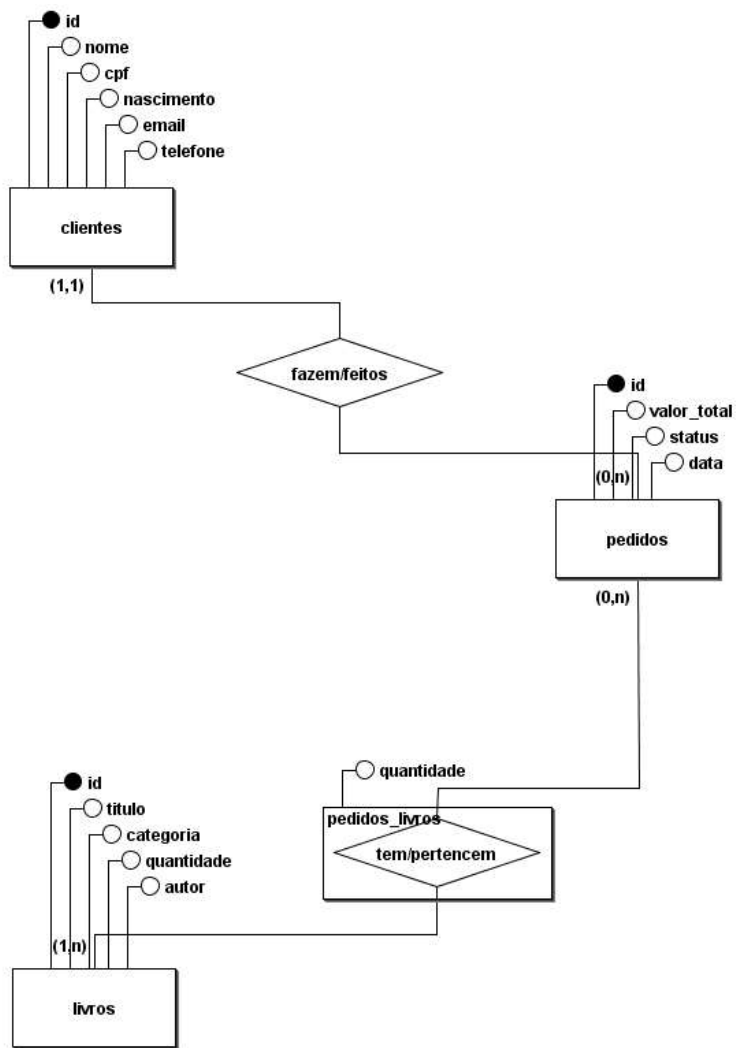 id
nome
cpf
nascimento
email
telefone
clientes
(1,1)
fazem/feitos
id
valor_total
status
data
(0,n)
pedidos
(0,n)
quantidade
pedidos_livros
tem/pertencem
id
titulo
categoria
quantidade
autor
(1,n)
livros